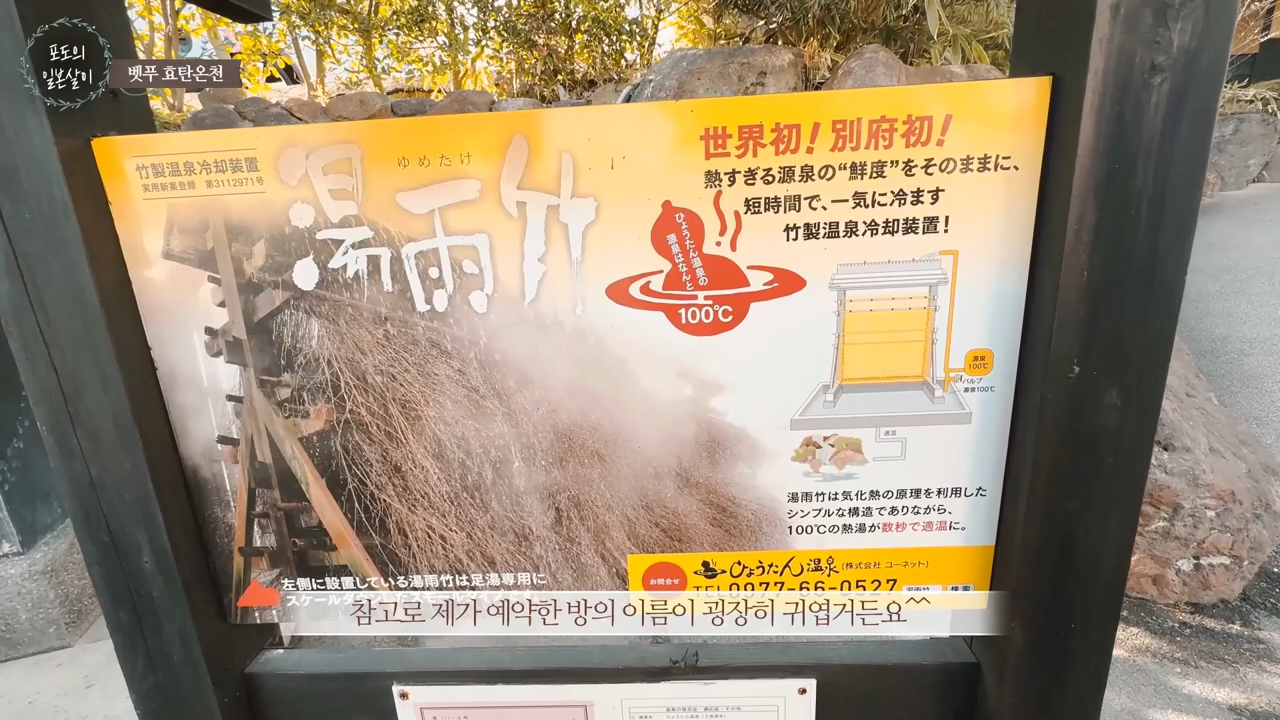 포도의
일본살이
벳푸 효탄온천
竹製温泉冷却装置
実用新案登録 第3112971号
ゆめたけ
湯雨竹
世界初!別府初!
熱すぎる源泉の“鮮度”をそのままに、
短時間で、一気に冷ます
竹製温泉冷却装置!
ひょうたん温泉の
源泉はなんと
100℃
源泉
100℃
バルブ
源泉100℃
適温
湯雨竹は気化熱の原理を利用した
シンプルな構造でありながら、
100℃の熱湯が数秒で適温に。
左側に設置している湯雨竹は足湯専用に
お問合せ
ひょうたん温泉(株式会社 ユーネット)
TEL0977-66-0527 湯雨竹 検索
참고로 제가 예약한 방의 이름이 굉장히 귀엽거든요^^